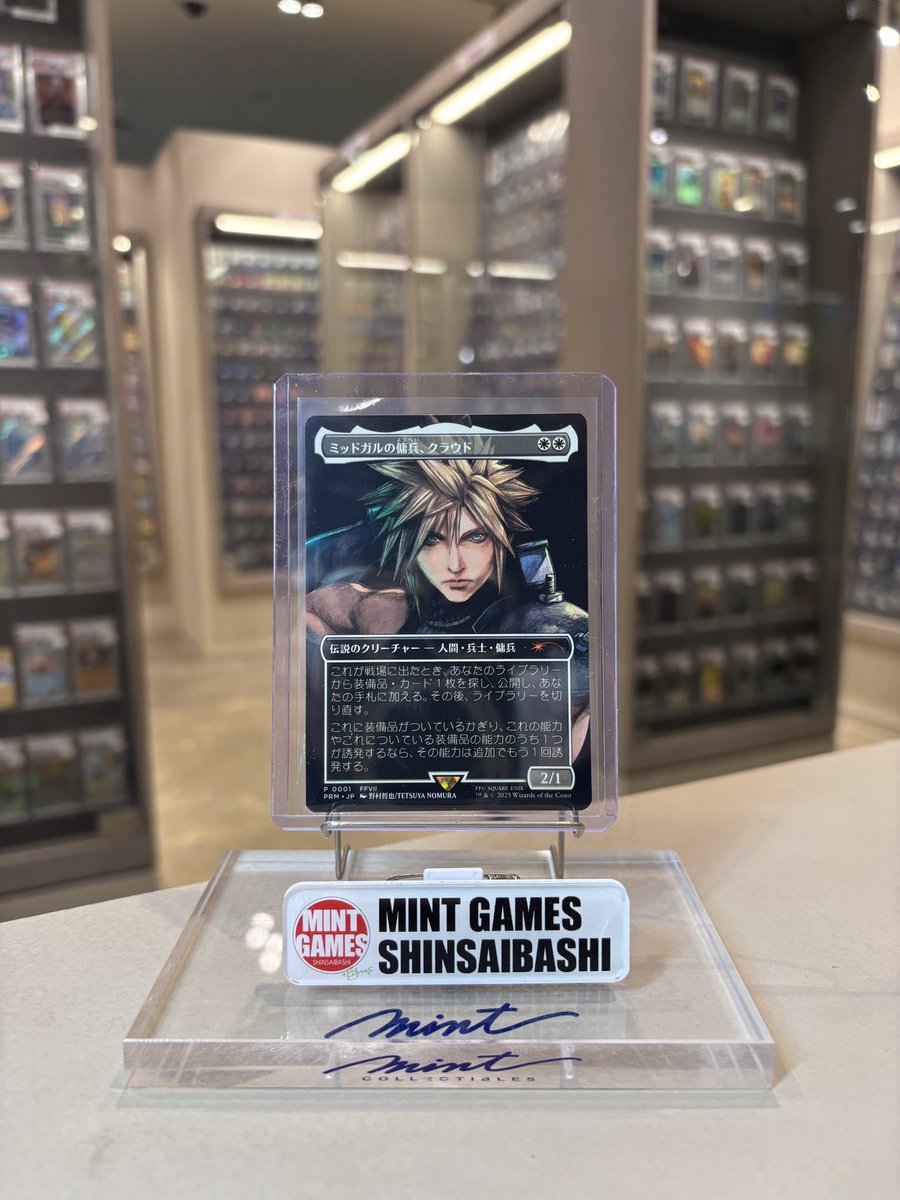 ミッドガルの傭兵、クラウド
ようへい
伝説のクリーチャー — 人間・兵士・傭兵
これが戦場に出たとき、あなたのライブラリー
から装備品・カード1枚を探し、公開し、あな
たの手札に加える。その後、ライブラリーを切
り直す。
これに装備品がついているかぎり、これの能力
やこれについている装備品の能力のうち1つ
が誘発するなら、その能力は追加でもう1回誘
発する。
2/1
P 0001 FFVII
PRM • JP 野村哲也/TETSUYA NOMURA
FF© SQUARE ENIX
™ & © 2025 Wizards of the Coast
MINT
GAMES
SHINSAIBASHI
MINT GAMES
SHINSAIBASHI
mint
mint
COLLECTIBLES